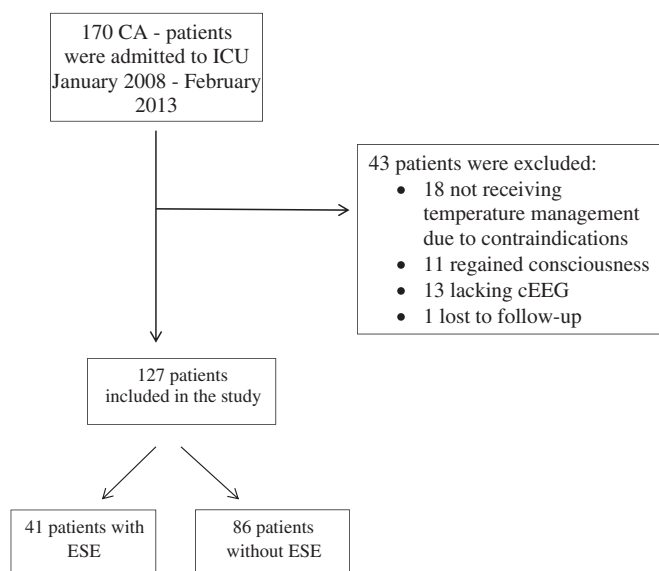 170 CA - patients
were admitted to ICU
January 2008 - February
2013
43 patients were excluded:
• 18 not receiving
temperature management
due to contraindications
• 11 regained consciousness
• 13 lacking cEEG
• 1 lost to follow-up
127 patients
included in the study
41 patients with
ESE
86 patients
without ESE